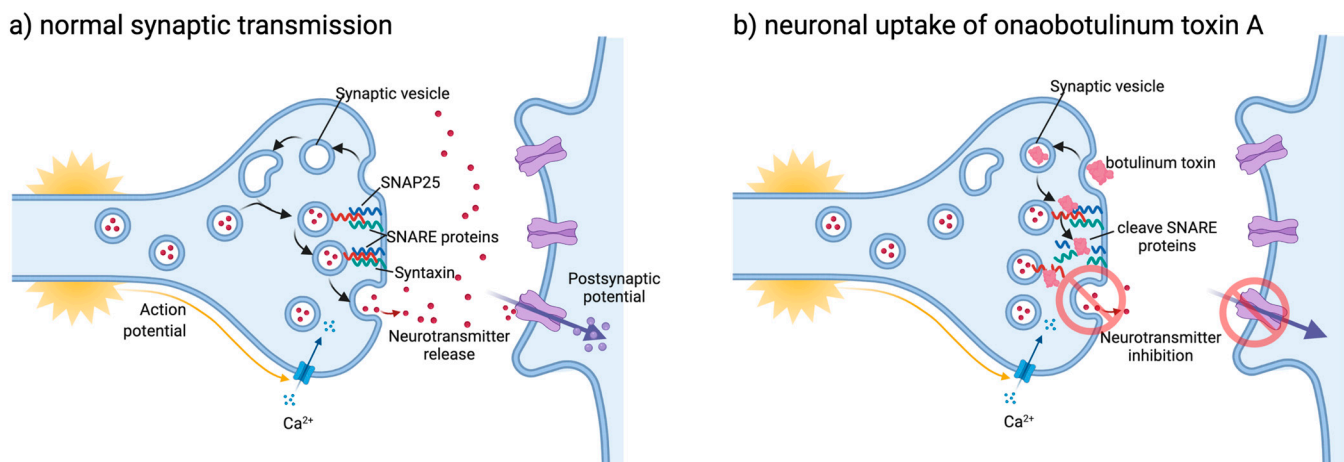 a) normal synaptic transmission
Synaptic vesicle
SNAP25
SNARE proteins
Syntaxin
Action
potential
Neurotransmitter
release
Postsynaptic
potential
Ca²⁺
b) neuronal uptake of onaobotulinum toxin A
Synaptic vesicle
botulinum toxin
cleave SNARE
proteins
Neurotransmitter
inhibition
Ca²⁺